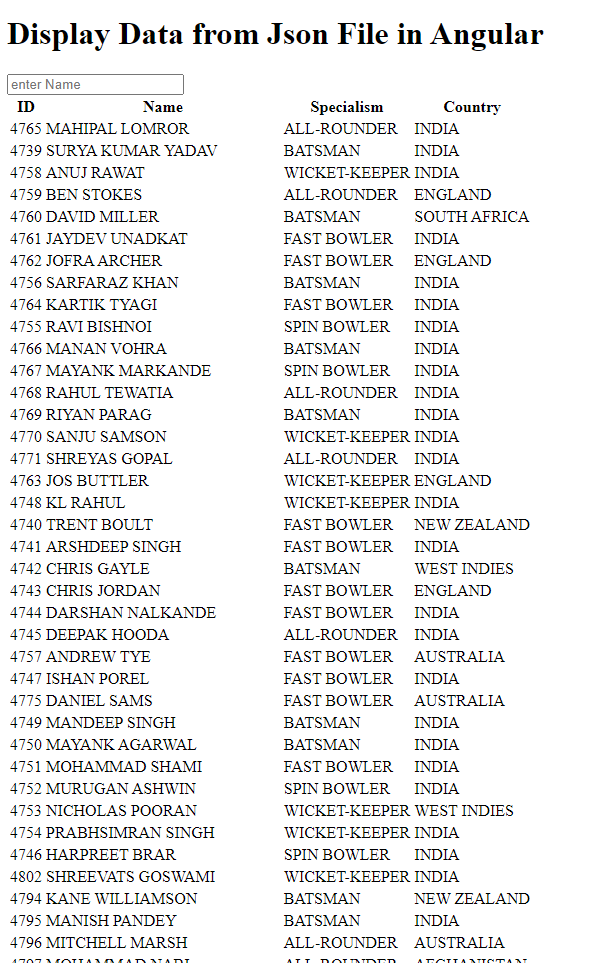 Display Data from Json File in Angular
enter Name
ID Name Specialism Country
4765 MAHIPAL LOMROR ALL-ROUNDER INDIA
4739 SURYA KUMAR YADAV BATSMAN INDIA
4758 ANUJ RAWAT WICKET-KEEPER INDIA
4759 BEN STOKES ALL-ROUNDER ENGLAND
4760 DAVID MILLER BATSMAN SOUTH AFRICA
4761 JAYDEV UNADKAT FAST BOWLER INDIA
4762 JOFRA ARCHER FAST BOWLER ENGLAND
4756 SARFARAZ KHAN BATSMAN INDIA
4764 KARTIK TYAGI FAST BOWLER INDIA
4755 RAVI BISHNOI SPIN BOWLER INDIA
4766 MANAN VOHRA BATSMAN INDIA
4767 MAYANK MARKANDE SPIN BOWLER INDIA
4768 RAHUL TEWATIA ALL-ROUNDER INDIA
4769 RIYAN PARAG BATSMAN INDIA
4770 SANJU SAMSON WICKET-KEEPER INDIA
4771 SHREYAS GOPAL ALL-ROUNDER INDIA
4763 JOS BUTTLER WICKET-KEEPER ENGLAND
4748 KL RAHUL WICKET-KEEPER INDIA
4740 TRENT BOULT FAST BOWLER NEW ZEALAND
4741 ARSHDEEP SINGH FAST BOWLER INDIA
4742 CHRIS GAYLE BATSMAN WEST INDIES
4743 CHRIS JORDAN FAST BOWLER ENGLAND
4744 DARSHAN NALKANDE FAST BOWLER INDIA
4745 DEEPAK HOODA ALL-ROUNDER INDIA
4757 ANDREW TYE FAST BOWLER AUSTRALIA
4747 ISHAN POREL FAST BOWLER INDIA
4775 DANIEL SAMS FAST BOWLER AUSTRALIA
4749 MANDEEP SINGH BATSMAN INDIA
4750 MAYANK AGARWAL BATSMAN INDIA
4751 MOHAMMAD SHAMI FAST BOWLER INDIA
4752 MURUGAN ASHWIN SPIN BOWLER INDIA
4753 NICHOLAS POORAN WICKET-KEEPER WEST INDIES
4754 PRABHSIMRAN SINGH WICKET-KEEPER INDIA
4746 HARPREET BRAR SPIN BOWLER INDIA
4802 SHREEVATS GOSWAMI WICKET-KEEPER INDIA
4794 KANE WILLIAMSON BATSMAN NEW ZEALAND
4795 MANISH PANDEY BATSMAN INDIA
4796 MITCHELL MARSH ALL-ROUNDER AUSTRALIA
4797 MOHAMMAD NABI ALL-ROUNDER AFGHANISTAN